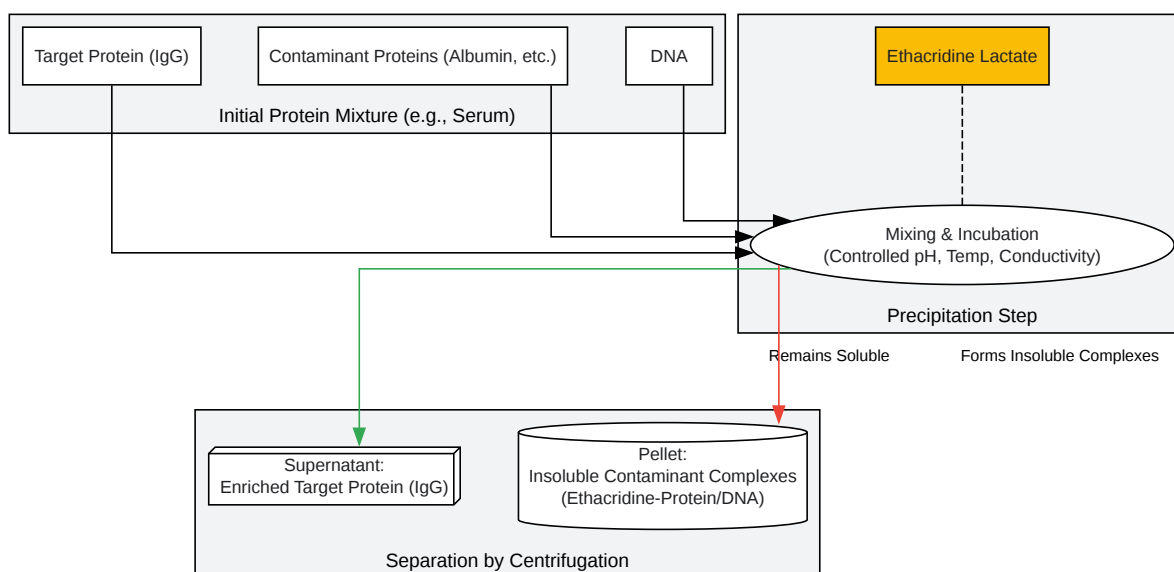 Target Protein (IgG)
Contaminant Proteins (Albumin, etc.)
DNA
Initial Protein Mixture (e.g., Serum)
Ethacridine Lactate
Mixing & Incubation
(Controlled pH, Temp, Conductivity)
Precipitation Step
Remains Soluble
Forms Insoluble Complexes
Supernatant:
Enriched Target Protein (IgG)
Pellet:
Insoluble Contaminant Complexes
(Ethacridine-Protein/DNA)
Separation by Centrifugation